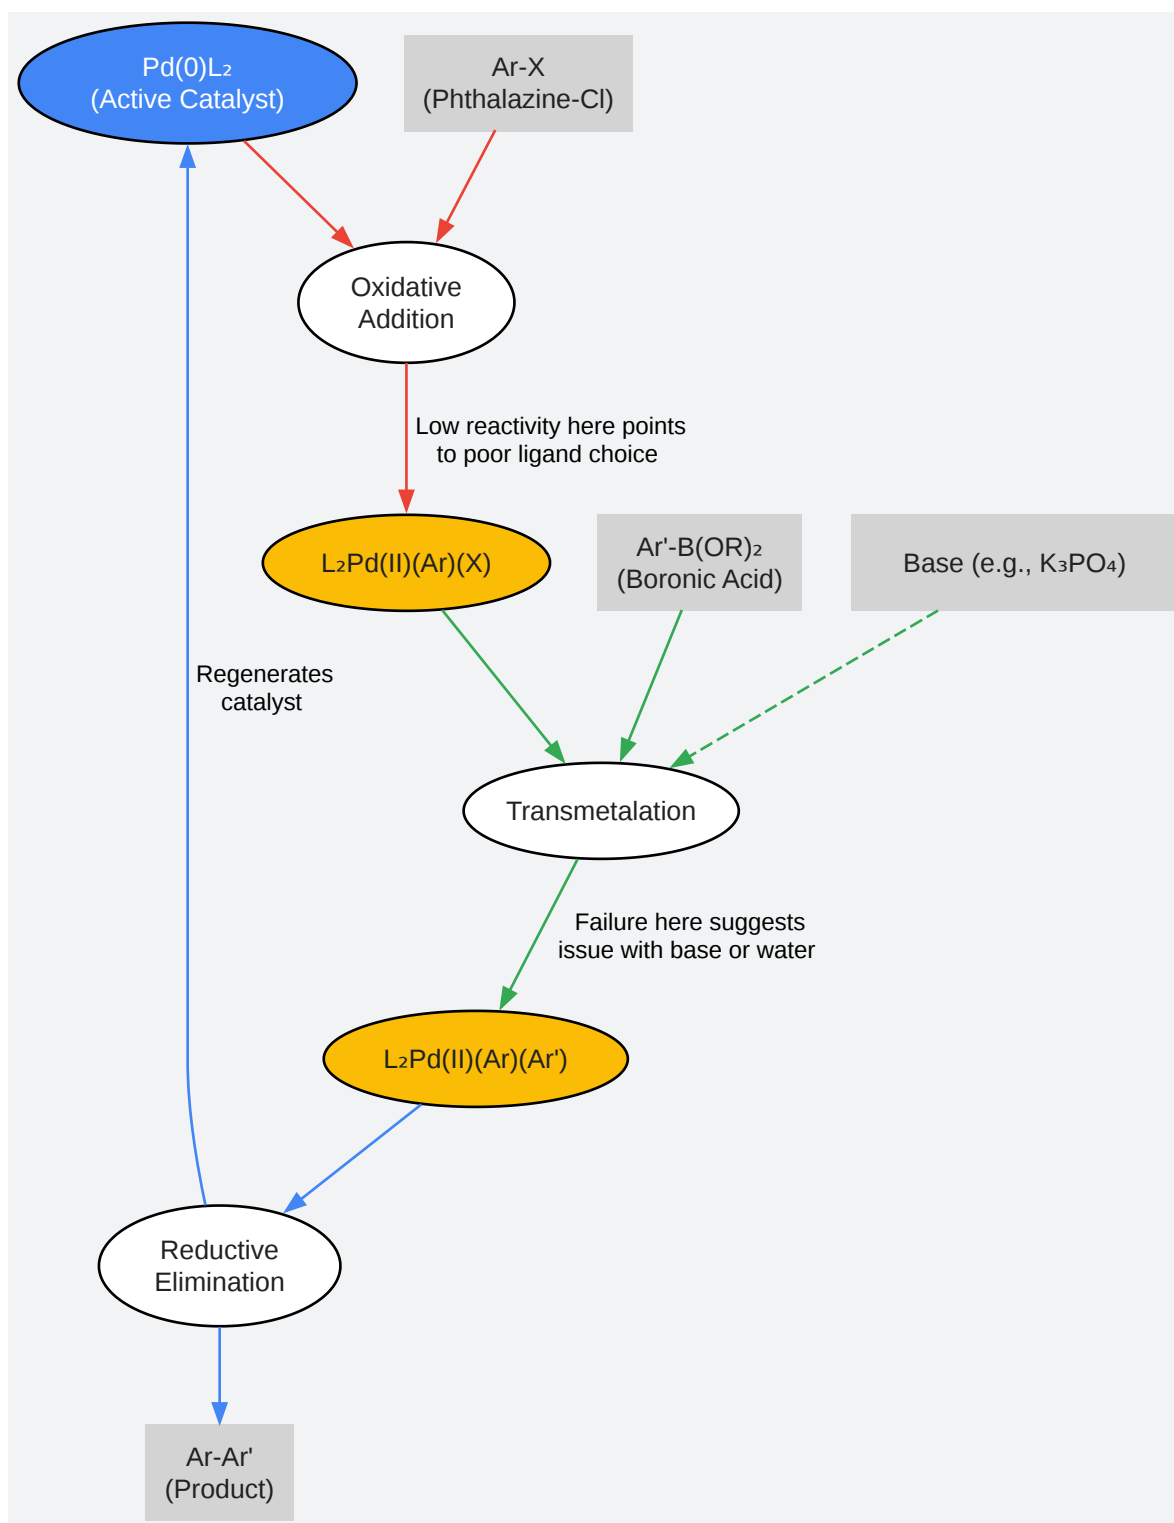 Pd(0)L₂
(Active Catalyst)
Ar-X
(Phthalazine-Cl)
Oxidative
Addition
Low reactivity here points
to poor ligand choice
L₂Pd(II)(Ar)(X)
Ar'-B(OR)₂
(Boronic Acid)
Base (e.g., K₃PO₄)
Regenerates
catalyst
Transmetalation
Failure here suggests
issue with base or water
L₂Pd(II)(Ar)(Ar')
Reductive
Elimination
Ar-Ar'
(Product)